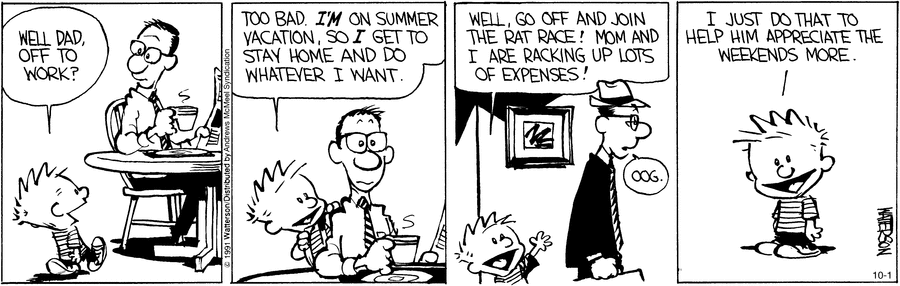 WELL DAD,
OFF TO
WORK?
© 1991 Watterson/Distributed by Andrews McMeel Syndication
TOO BAD. I'M ON SUMMER
VACATION, SO I GET TO
STAY HOME AND DO
WHATEVER I WANT.
WELL, GO OFF AND JOIN
THE RAT RACE! MOM AND
I ARE RACKING UP LOTS
OF EXPENSES!
OOG.
I JUST DO THAT TO
HELP HIM APPRECIATE THE
WEEKENDS MORE.
WATTERSON
10-1